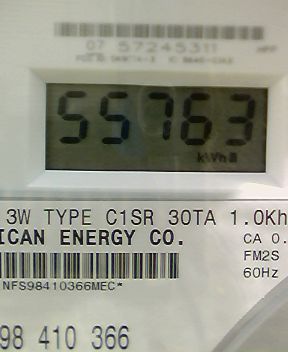 07 57245311
55763
kWh
3W TYPE C1SR 30TA 1.0Kh
ICAN ENERGY CO.
CA 0.
FM2S
60Hz
NFS98410366MEC*
98 410 366